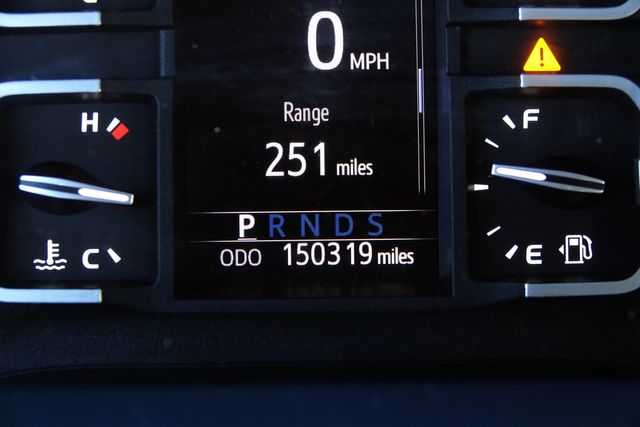 0 MPH
H
Range
F
251 miles
P R N D S
C
ODO 150319 miles
E